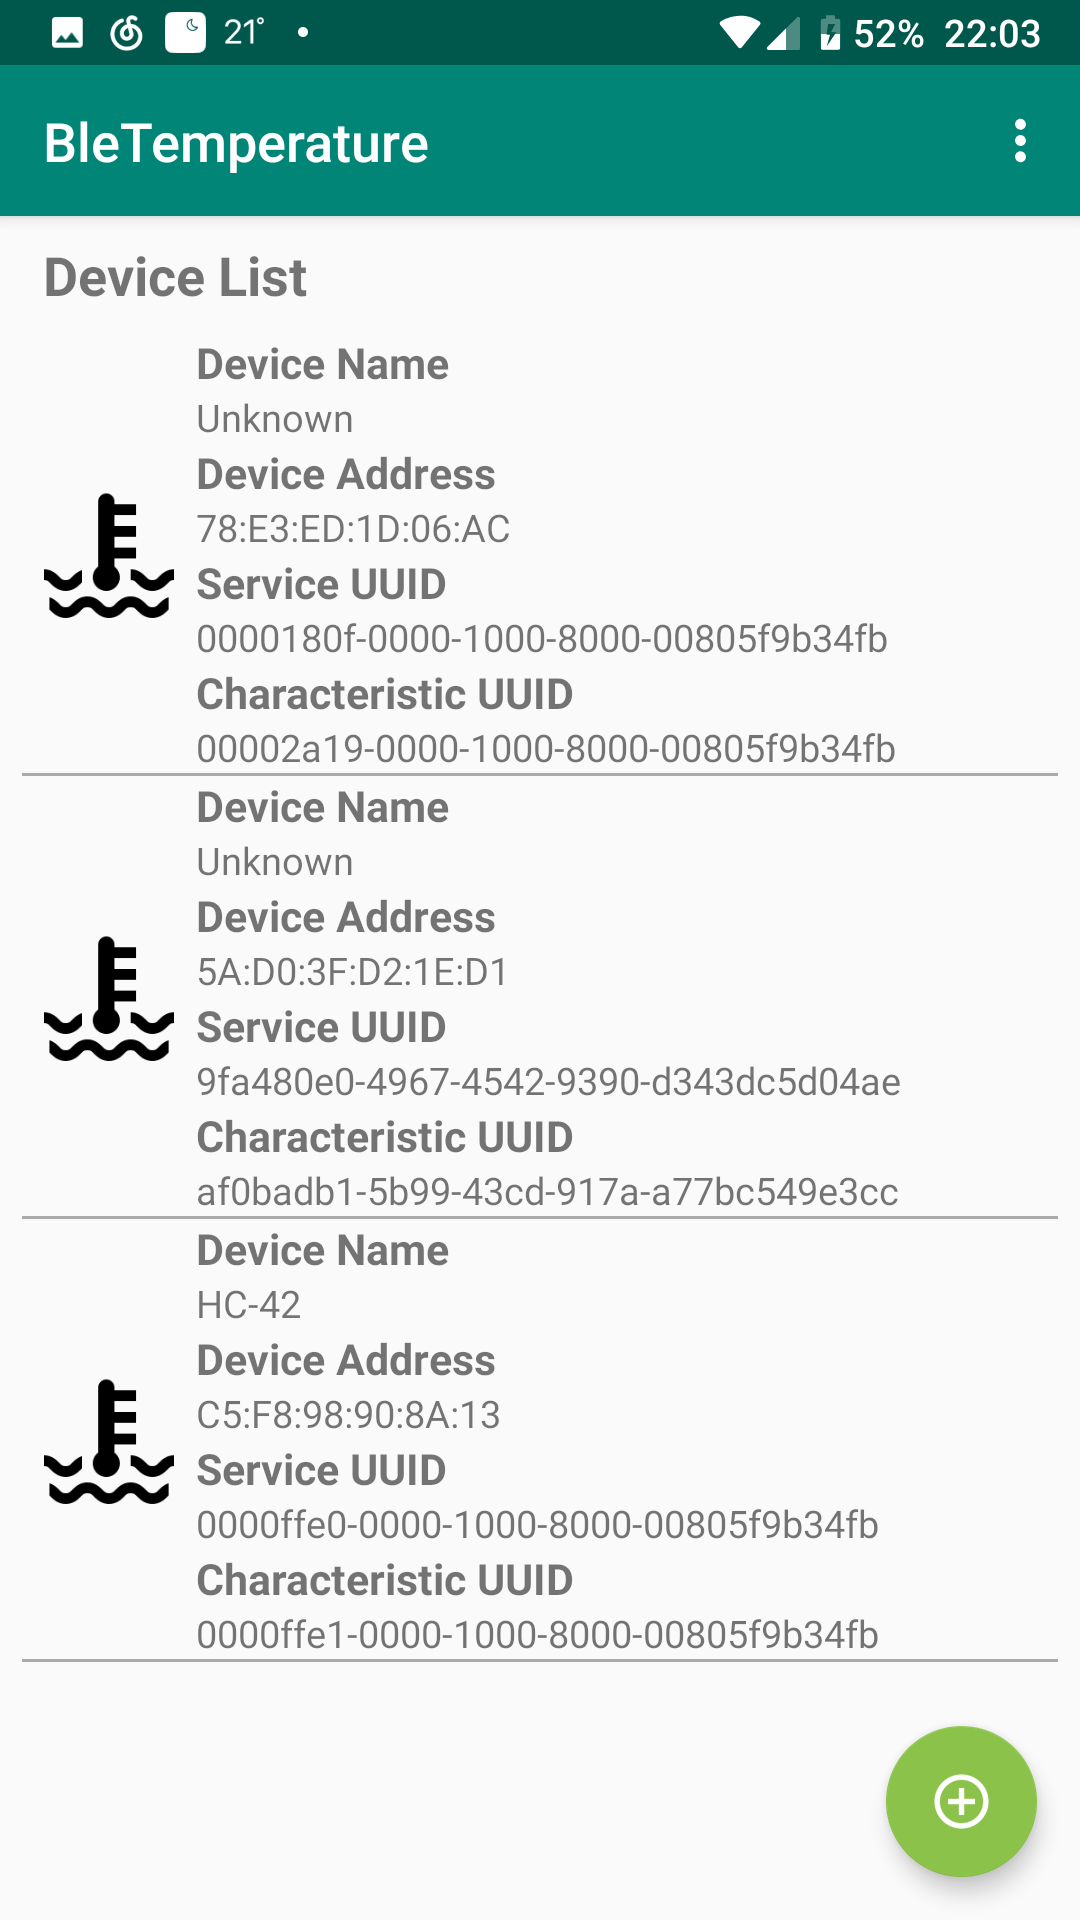 21° 52% 22:03
BleTemperature
Device List
Device Name
Unknown
Device Address
78:E3:ED:1D:06:AC
Service UUID
0000180f-0000-1000-8000-00805f9b34fb
Characteristic UUID
00002a19-0000-1000-8000-00805f9b34fb
Device Name
Unknown
Device Address
5A:D0:3F:D2:1E:D1
Service UUID
9fa480e0-4967-4542-9390-d343dc5d04ae
Characteristic UUID
af0badb1-5b99-43cd-917a-a77bc549e3cc
Device Name
HC-42
Device Address
C5:F8:98:90:8A:13
Service UUID
0000ffe0-0000-1000-8000-00805f9b34fb
Characteristic UUID
0000ffe1-0000-1000-8000-00805f9b34fb